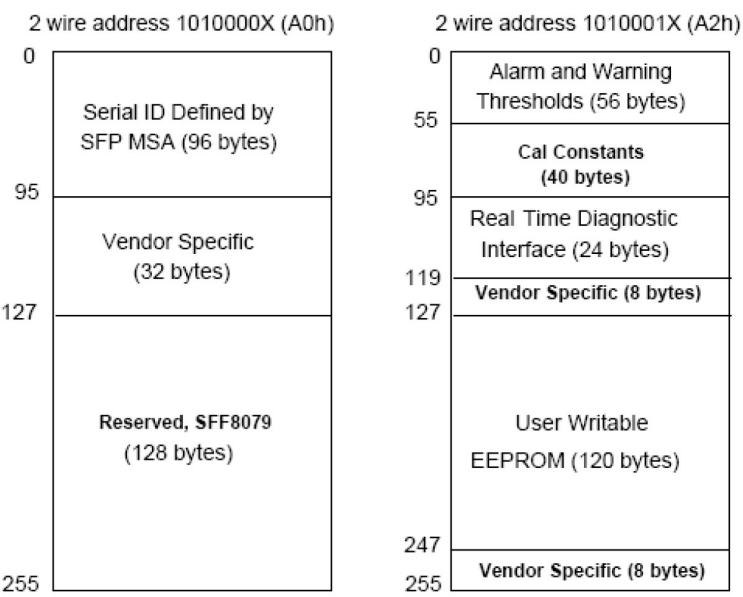 2 wire address 1010000X (A0h)
0
Serial ID Defined by
SFP MSA (96 bytes)
95
Vendor Specific
(32 bytes)
127
Reserved, SFF8079
(128 bytes)
255
2 wire address 1010001X (A2h)
0
Alarm and Warning
Thresholds (56 bytes)
55
Cal Constants
(40 bytes)
95
Real Time Diagnostic
Interface (24 bytes)
119
Vendor Specific (8 bytes)
127
User Writable
EEPROM (120 bytes)
247
Vendor Specific (8 bytes)
255